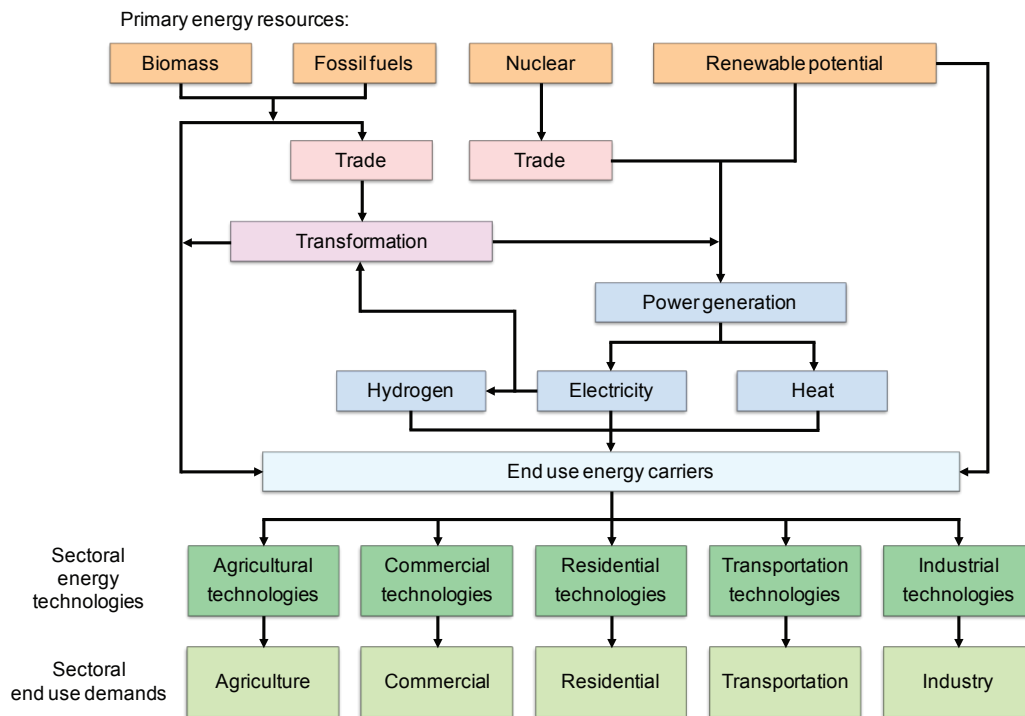 Primary energy resources:
Biomass
Fossil fuels
Nuclear
Renewable potential
Trade
Trade
Transformation
Power generation
Hydrogen
Electricity
Heat
End use energy carriers
Sectoral
energy
technologies
Agricultural
technologies
Commercial
technologies
Residential
technologies
Transportation
technologies
Industrial
technologies
Sectoral
end use demands
Agriculture
Commercial
Residential
Transportation
Industry